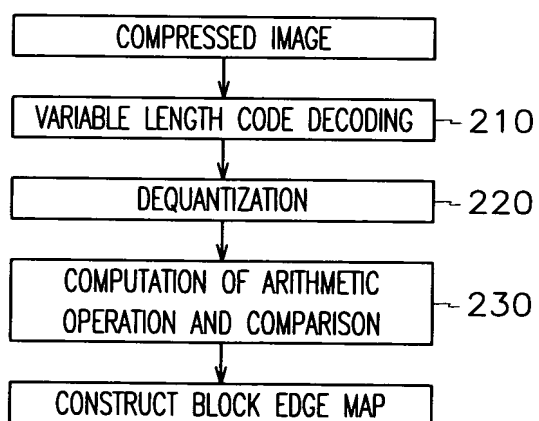 COMPRESSED IMAGE
VARIABLE LENGTH CODE DECODING 210
DEQUANTIZATION 220
COMPUTATION OF ARITHMETIC
OPERATION AND COMPARISON 230
CONSTRUCT BLOCK EDGE MAP